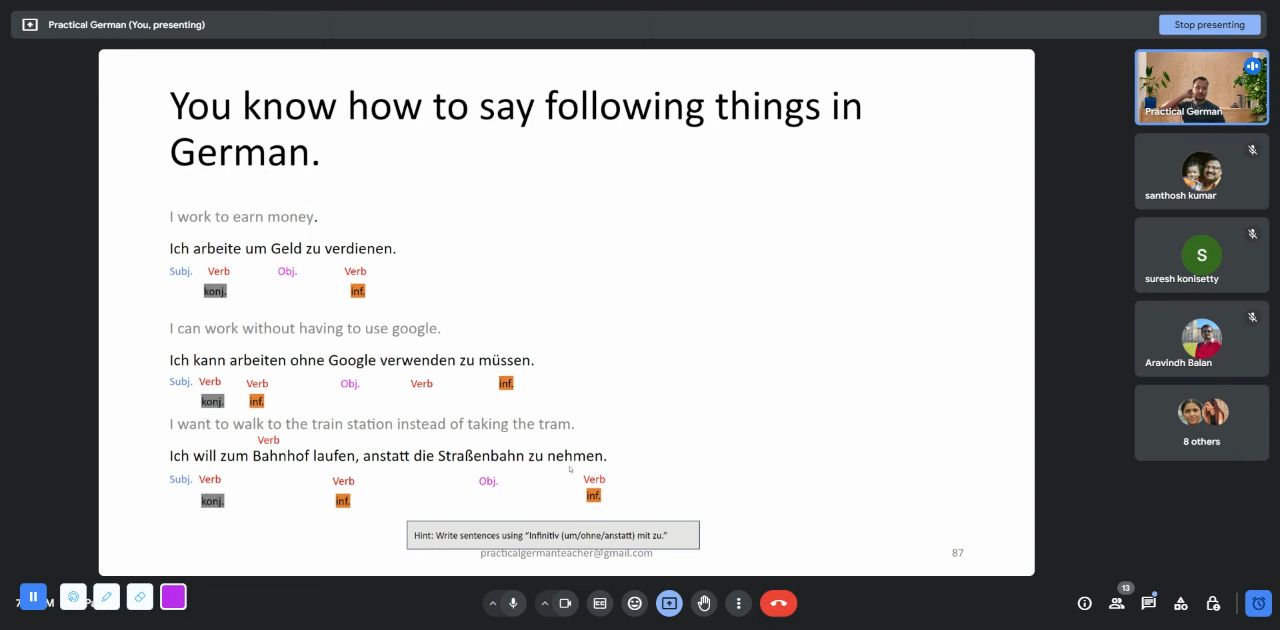 Practical German (You, presenting)
Stop presenting
You know how to say following things in
German.
I work to earn money.
Ich arbeite um Geld zu verdienen.
Subj. Verb Obj. Verb
konj. inf.
I can work without having to use google.
Ich kann arbeiten ohne Google verwenden zu müssen.
Subj. Verb Verb Obj. Verb inf.
konj. inf.
I want to walk to the train station instead of taking the tram.
Verb
Ich will zum Bahnhof laufen, anstatt die Straßenbahn zu nehmen.
Subj. Verb Verb Obj. Verb
konj. inf. inf.
Hint: Write sentences using “Infinitiv (um/ohne/anstatt) mit zu.”
practicalgermanteacher@gmail.com
87
Practical German
santhosh kumar
S
suresh konisetty
Aravindh Balan
8 others
13